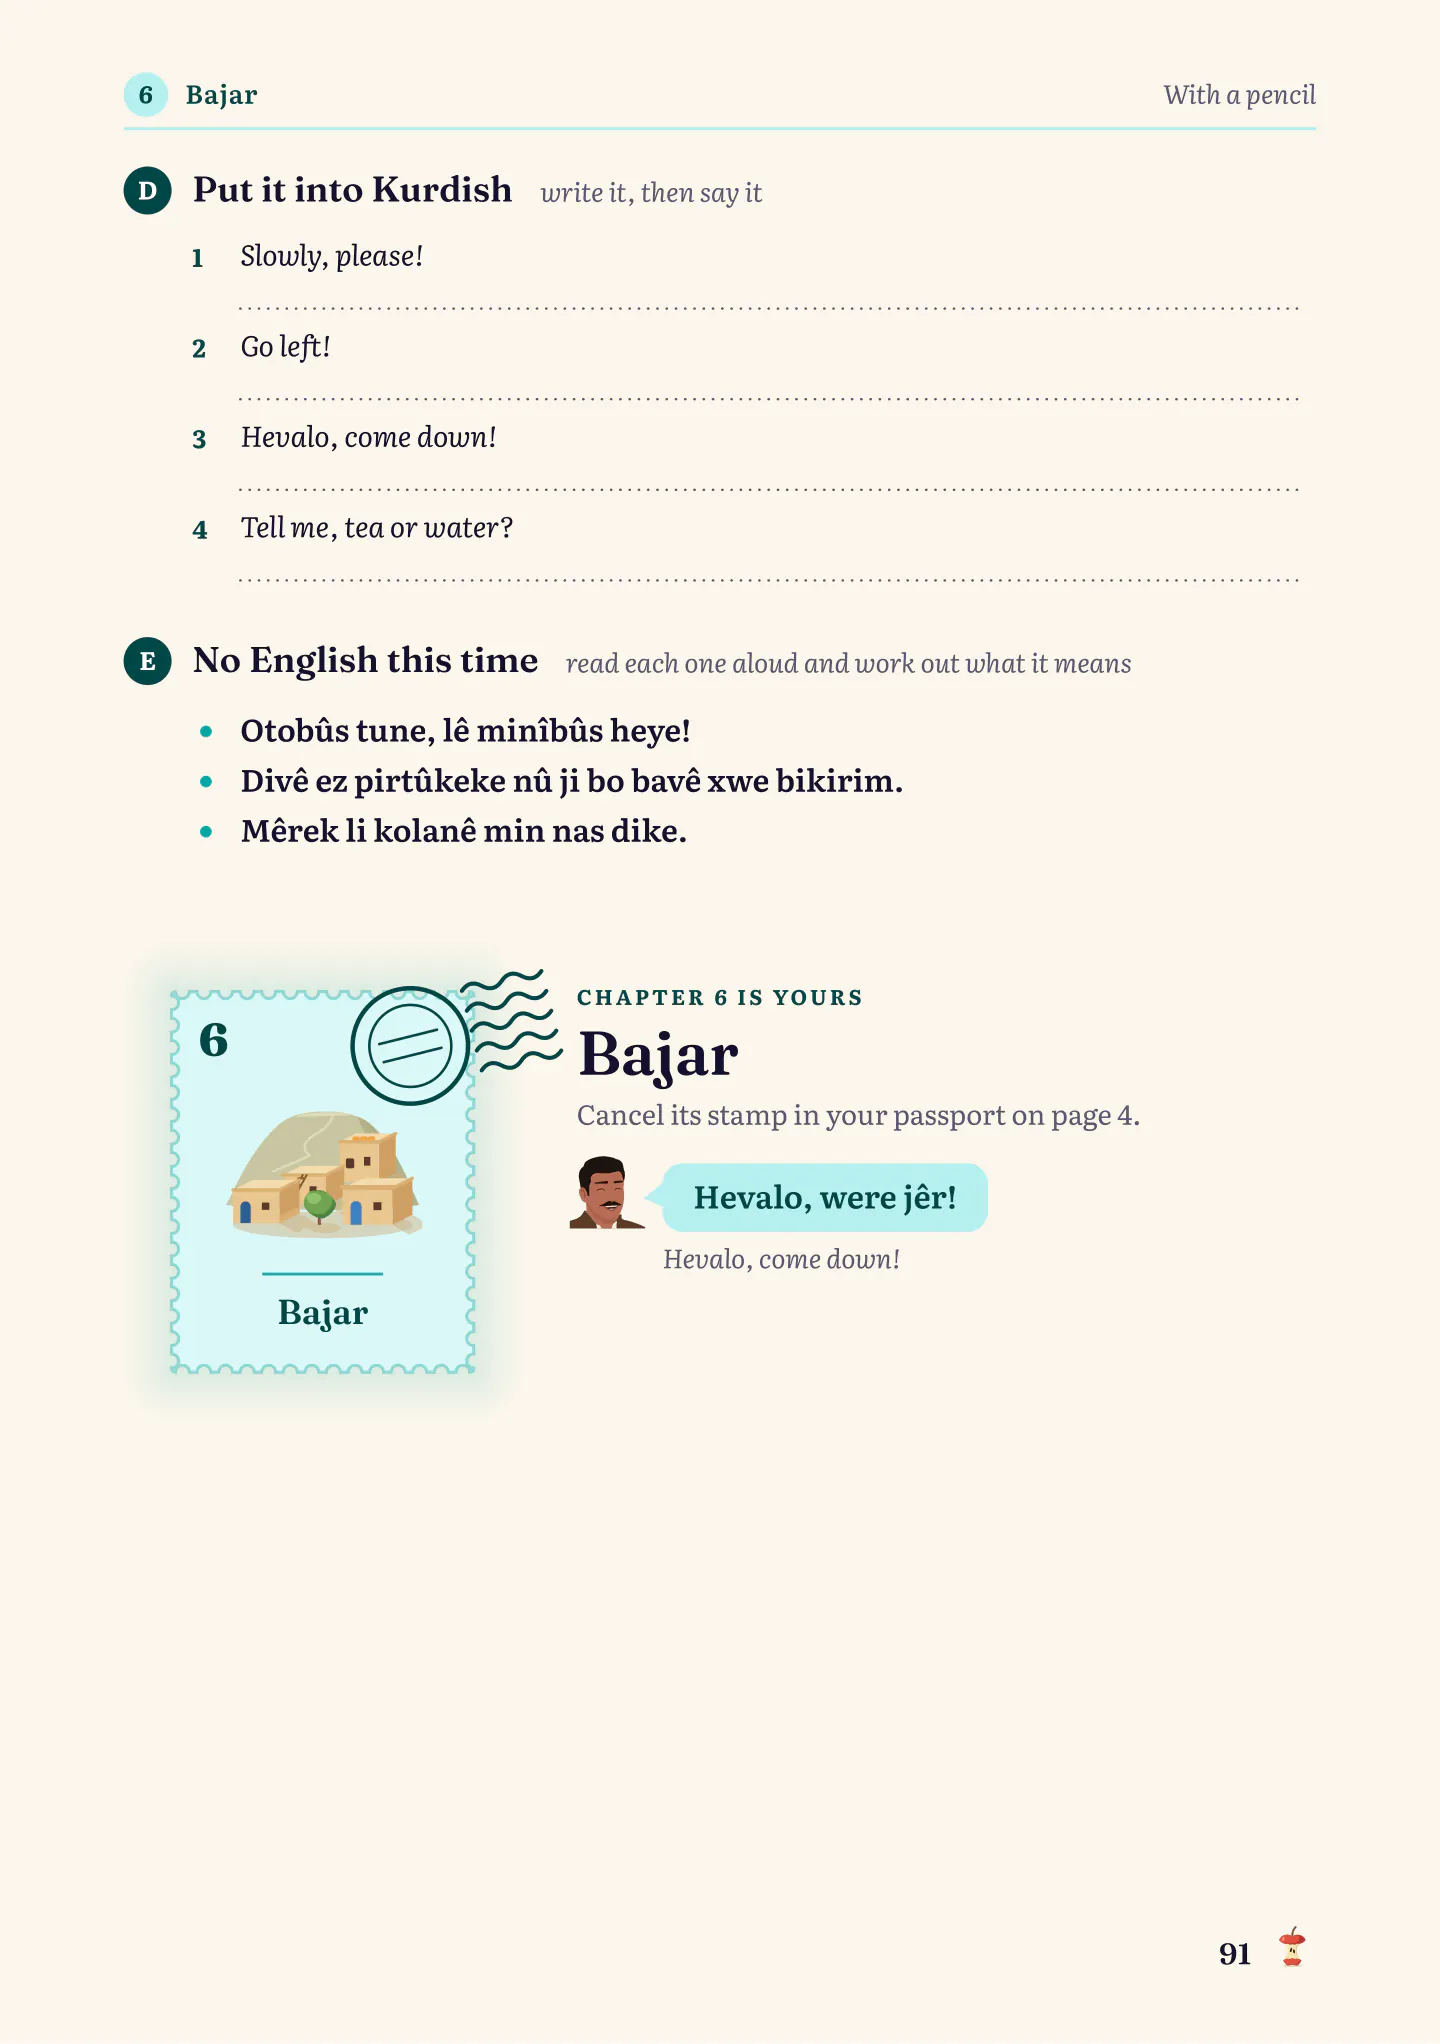 6 Bajar With a pencil
D Put it into Kurdish write it, then say it
1 Slowly, please!
2 Go left!
3 Hevalo, come down!
4 Tell me, tea or water?
E No English this time read each one aloud and work out what it means
• Otobûs tune, lê minîbûs heye!
• Divê ez pirtûkeke nû ji bo bavê xwe bikirim.
• Mêrek li kolanê min nas dike.
6
Bajar
CHAPTER 6 IS YOURS
Bajar
Cancel its stamp in your passport on page 4.
Hevalo, were jêr!
Hevalo, come down!
91